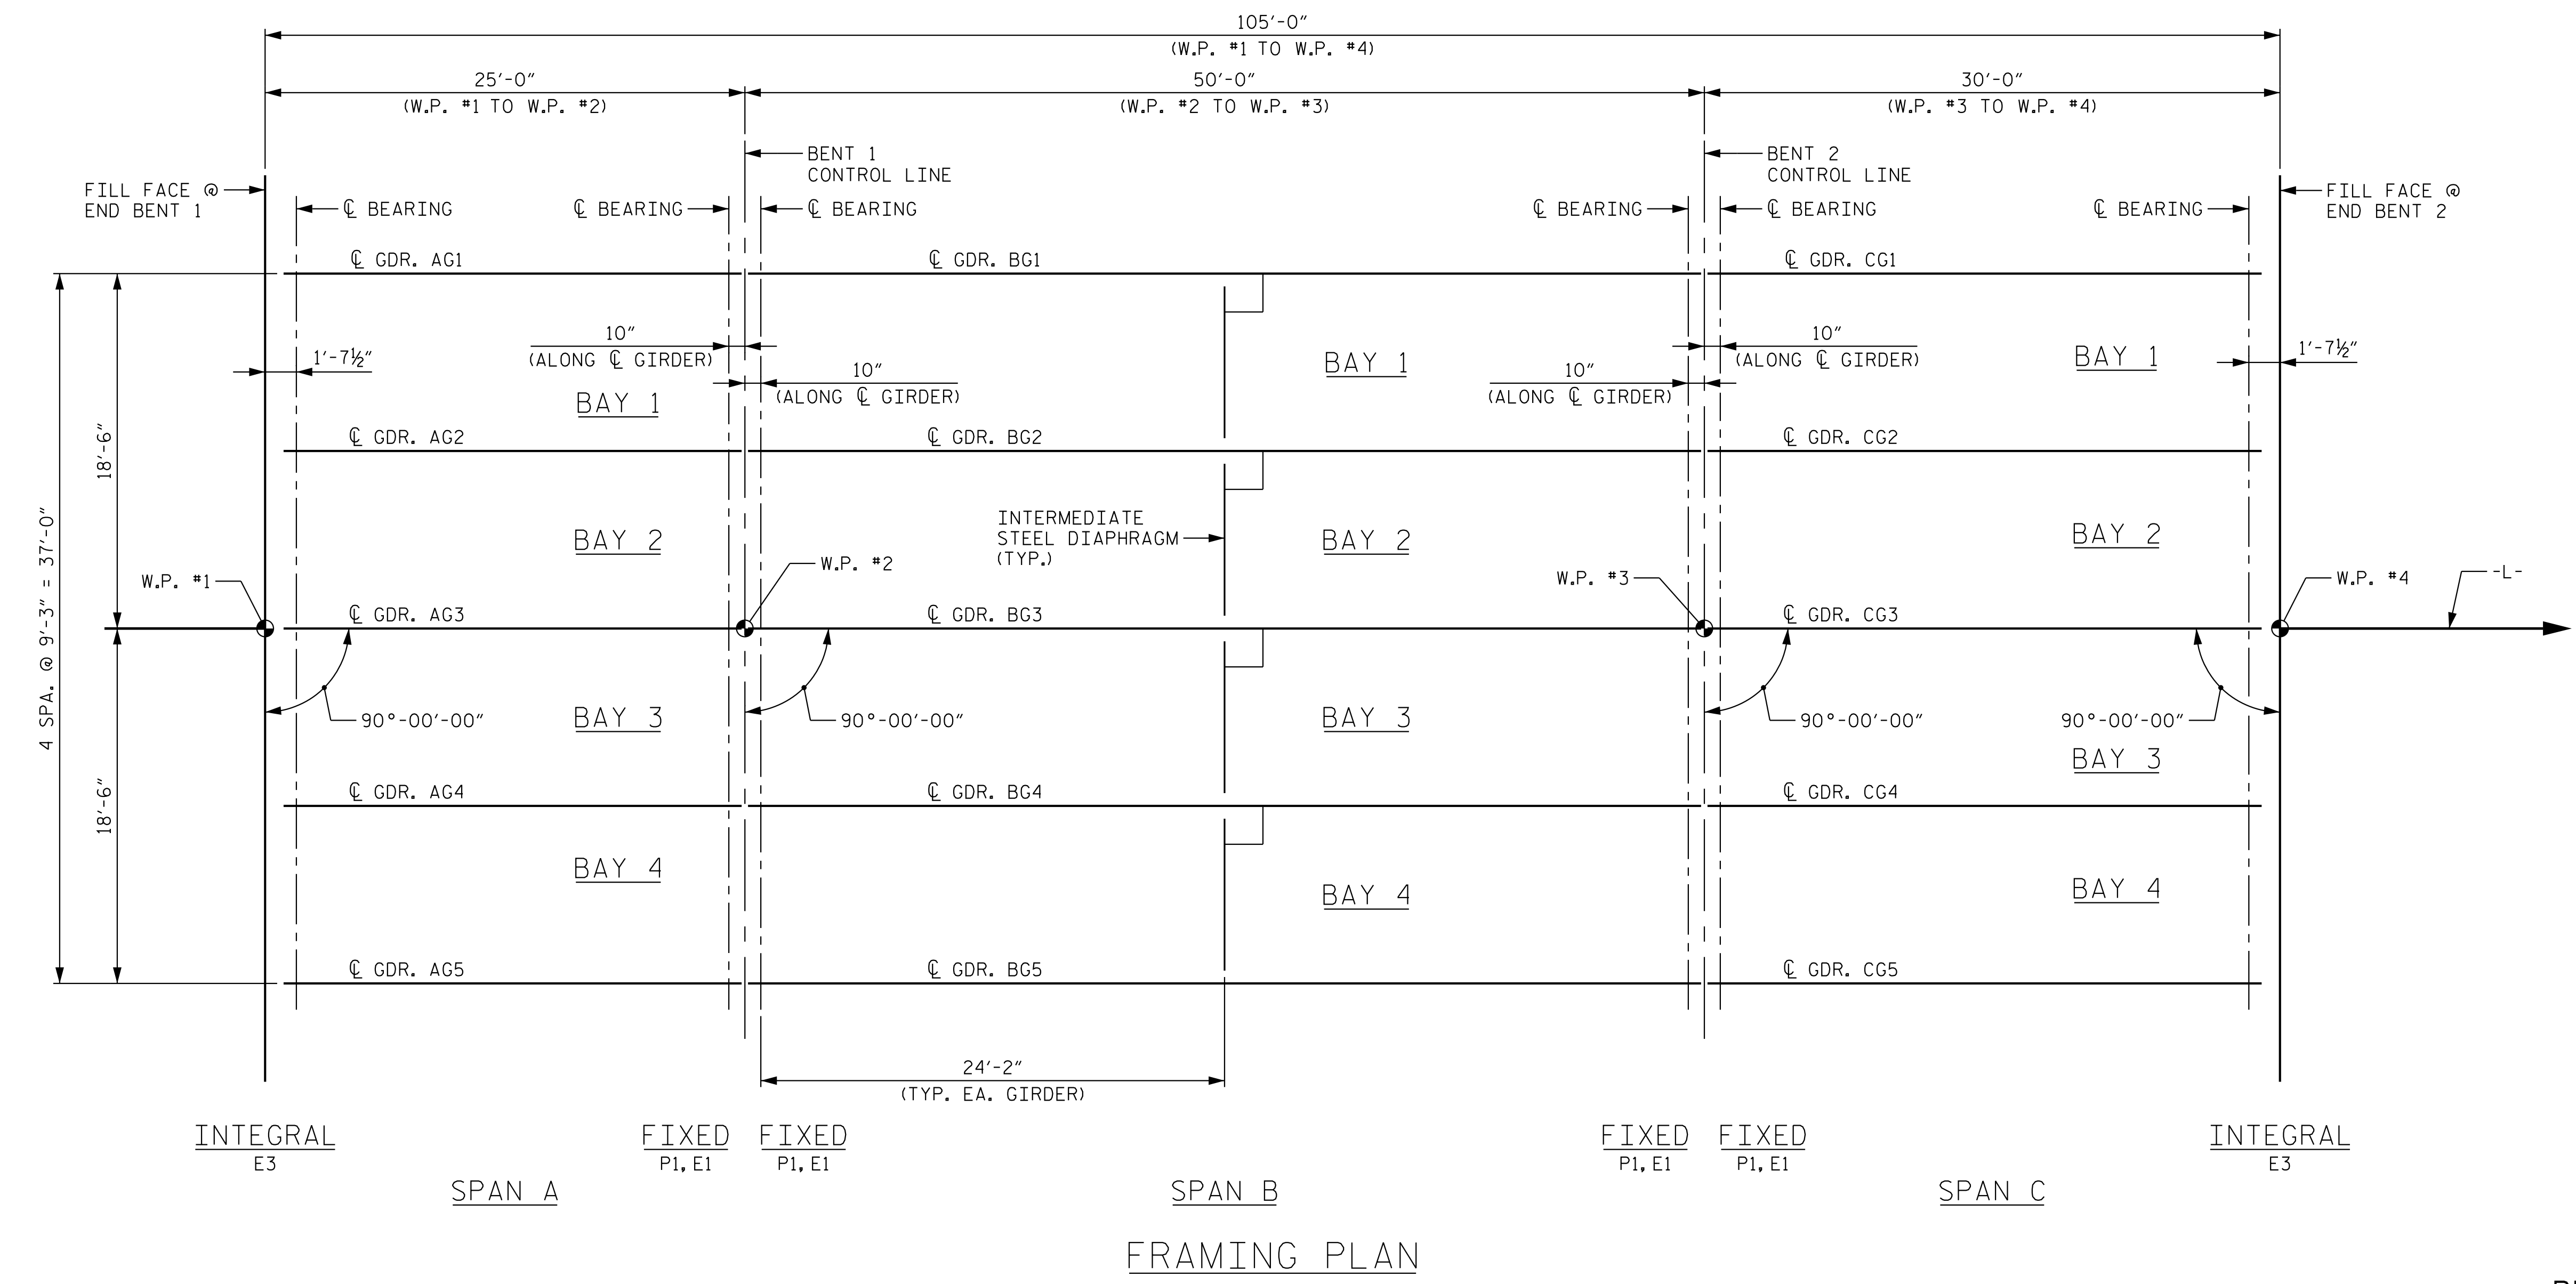 105'-0"
(W.P. #1 TO W.P. #4)
25'-0"
(W.P. #1 TO W.P. #2)
50'-0"
(W.P. #2 TO W.P. #3)
30'-0"
(W.P. #3 TO W.P. #4)
BENT 1
CONTROL LINE
BENT 2
CONTROL LINE
FILL FACE @
END BENT 1
FILL FACE @
END BENT 2
℄ BEARING
℄ BEARING
℄ BEARING
℄ BEARING
℄ BEARING
℄ BEARING
℄ GDR. AG1
℄ GDR. BG1
℄ GDR. CG1
10"
(ALONG ℄ GIRDER)
10"
(ALONG ℄ GIRDER)
10"
(ALONG ℄ GIRDER)
10"
(ALONG ℄ GIRDER)
1'-7½"
1'-7½"
BAY 1
BAY 1
BAY 1
℄ GDR. AG2
℄ GDR. BG2
℄ GDR. CG2
18'-6"
4 SPA. @ 9'-3" = 37'-0"
18'-6"
BAY 2
INTERMEDIATE
STEEL DIAPHRAGM
(TYP.)
BAY 2
BAY 2
W.P. #1
W.P. #2
W.P. #3
W.P. #4
-L-
℄ GDR. AG3
℄ GDR. BG3
℄ GDR. CG3
90°-00'-00"
90°-00'-00"
90°-00'-00"
90°-00'-00"
BAY 3
BAY 3
BAY 3
℄ GDR. AG4
℄ GDR. BG4
℄ GDR. CG4
BAY 4
BAY 4
BAY 4
℄ GDR. AG5
℄ GDR. BG5
℄ GDR. CG5
24'-2"
(TYP. EA. GIRDER)
INTEGRAL
E3
FIXED
P1, E1
FIXED
P1, E1
FIXED
P1, E1
FIXED
P1, E1
INTEGRAL
E3
SPAN A
SPAN B
SPAN C
FRAMING PLAN